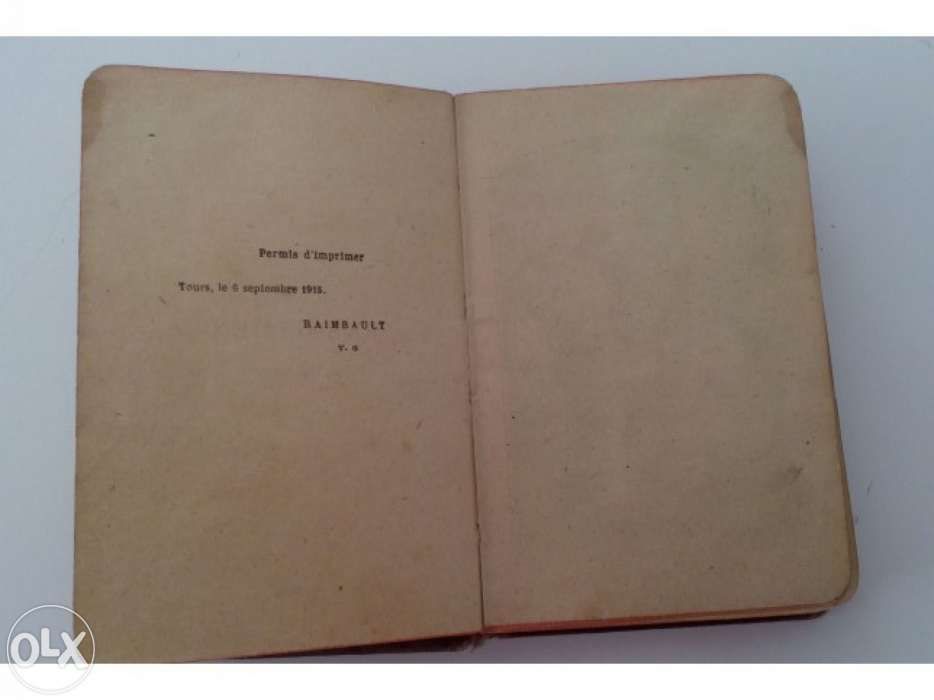 Permis d'imprimer
Tours, le 6 septembre 1915.
RAIMBAULT
V. G
OLX